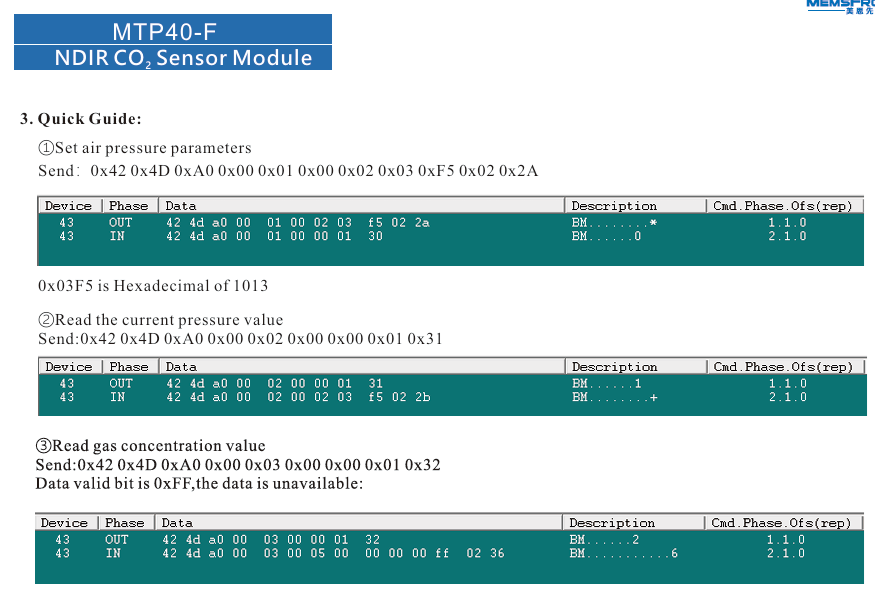 MEMSFRO
美思先
MTP40-F
NDIR CO₂ Sensor Module
3. Quick Guide:
①Set air pressure parameters
Send: 0x42 0x4D 0xA0 0x00 0x01 0x00 0x02 0x03 0xF5 0x02 0x2A
Device Phase Data Description Cmd.Phase.Ofs(rep)
43 OUT 42 4d a0 00 01 00 02 03 f5 02 2a BM........* 1.1.0
43 IN 42 4d a0 00 01 00 00 01 30 BM......0 2.1.0
0x03F5 is Hexadecimal of 1013
②Read the current pressure value
Send:0x42 0x4D 0xA0 0x00 0x02 0x00 0x00 0x01 0x31
Device Phase Data Description Cmd.Phase.Ofs(rep)
43 OUT 42 4d a0 00 02 00 00 01 31 BM......1 1.1.0
43 IN 42 4d a0 00 02 00 02 03 f5 02 2b BM........+ 2.1.0
③Read gas concentration value
Send:0x42 0x4D 0xA0 0x00 0x03 0x00 0x00 0x01 0x32
Data valid bit is 0xFF,the data is unavailable:
Device Phase Data Description Cmd.Phase.Ofs(rep)
43 OUT 42 4d a0 00 03 00 00 01 32 BM......2 1.1.0
43 IN 42 4d a0 00 03 00 05 00 00 00 00 ff 02 36 BM...........6 2.1.0